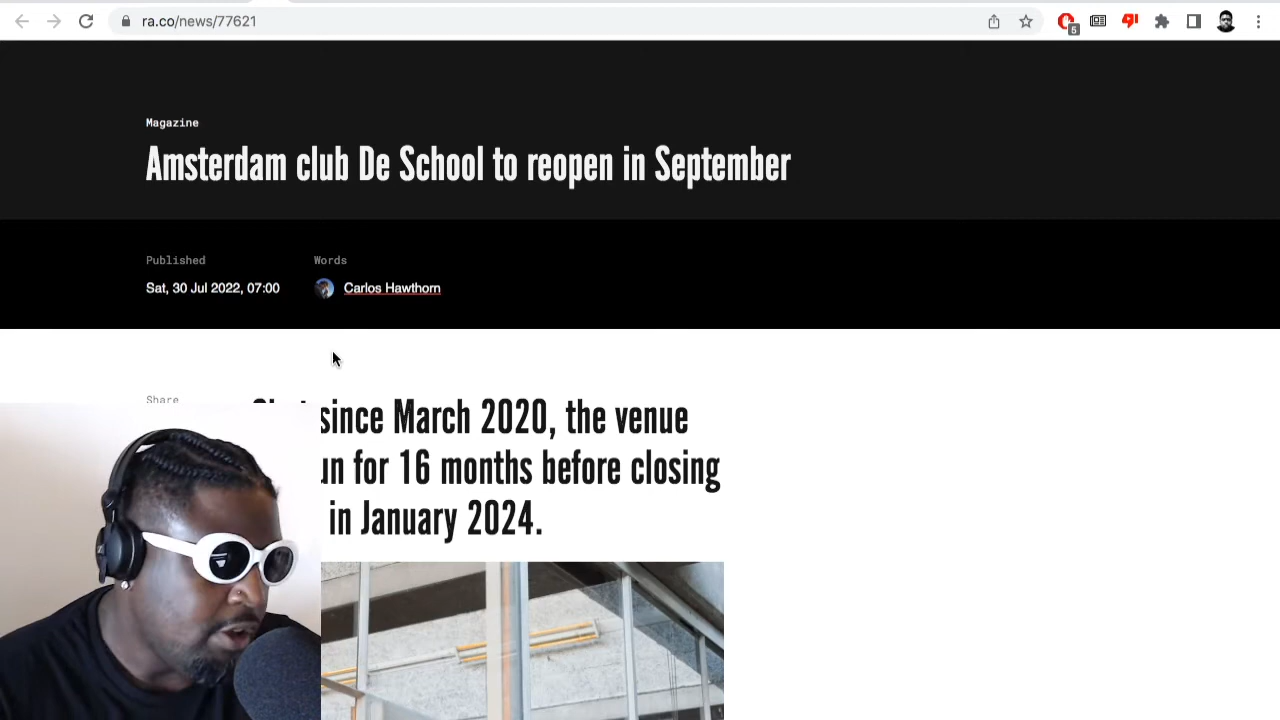 ra.co/news/77621
5
Magazine
Amsterdam club De School to reopen in September
Published
Words
Sat, 30 Jul 2022, 07:00
Carlos Hawthorn
Share
since March 2020, the venue
for 16 months before closing
in January 2024.